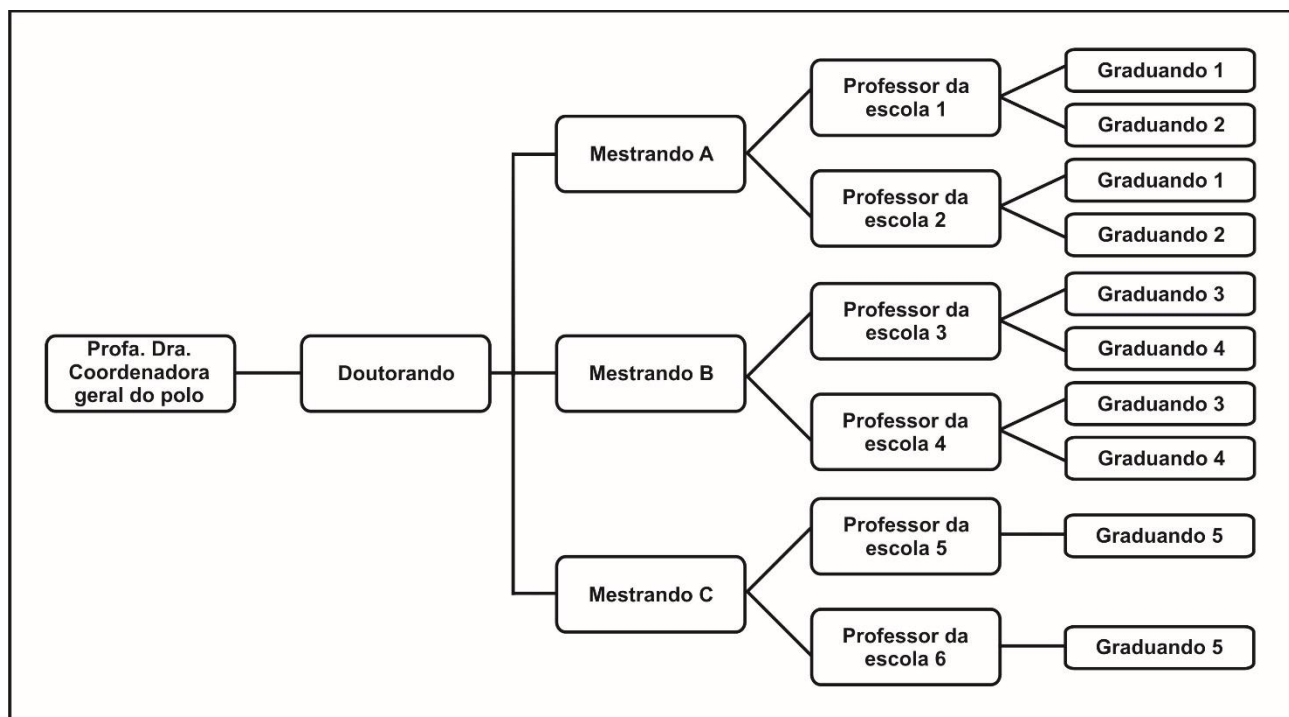 Profa. Dra.
Coordenadora
geral do polo
Doutorando
Mestrando A
Professor da
escola 1
Graduando 1
Graduando 2
Professor da
escola 2
Graduando 1
Graduando 2
Mestrando B
Professor da
escola 3
Graduando 3
Graduando 4
Professor da
escola 4
Graduando 3
Graduando 4
Mestrando C
Professor da
escola 5
Graduando 5
Professor da
escola 6
Graduando 5